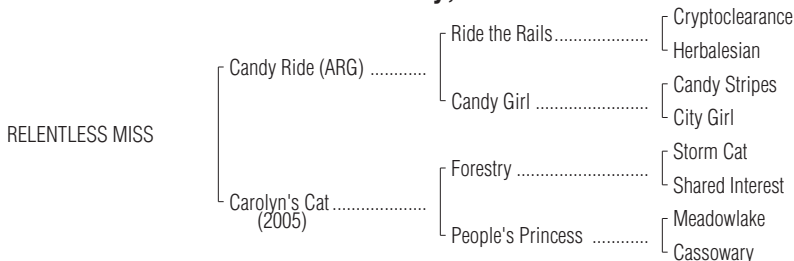 Cryptoclearance
Ride the Rails....................
Herbalesian
Candy Ride (ARG) ............
Candy Stripes
Candy Girl ........................
City Girl
RELENTLESS MISS
Storm Cat
Forestry ............................
Shared Interest
Carolyn's Cat....................
(2005)
Meadowlake
People's Princess ............
Cassowary